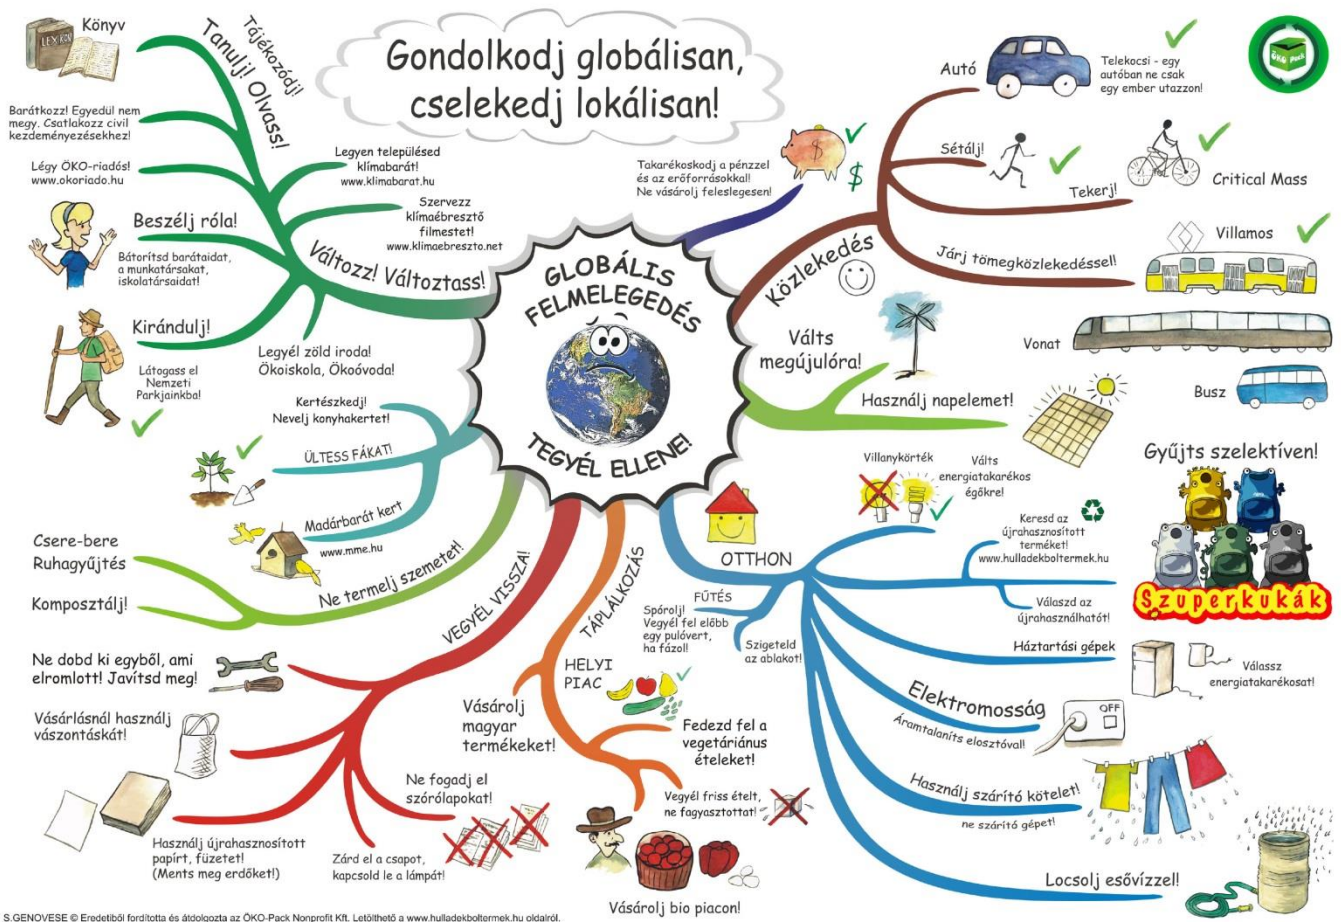 Gondolkodj globálisan,
cselekedj lokálisan!
GLOBÁLIS
FELMELEGEDÉS
TEGYÉL ELLENE!
Változz! Változtass!
Tájékozódj!
Tanulj! Olvass!
Könyv
LEXIKON
Barátkozz! Egyedül nem
megy. Csatlakozz civil
kezdeményezésekhez!
Légy ÖKO-riadós!
www.okoriado.hu
Beszélj róla!
Bátorítsd barátaidat,
a munkatársakat,
iskolatársaidat!
Kirándulj!
Látogass el
Nemzeti
Parkjainkba!
Legyen településed
klímabarát!
www.klimabarat.hu
Szervezz
klímaébresztő
filmestet!
www.klimaebreszto.net
Legyél zöld iroda!
Ökoiskola, Ökoóvoda!
Takarékoskodj a pénzzel
és az erőforrásokkal!
Ne vásárolj feleslegesen!
$
$
Közlekedés
Autó
Telekocsi - egy
autóban ne csak
egy ember utazzon!
ÖKO Pack
Sétálj!
Tekerj!
Critical Mass
Járj tömegközlekedéssel!
Villamos
Vonat
Busz
Válts
megújulóra!
Használj napelemet!
Kertészkedj!
Nevelj konyhakertet!
ÜLTESS FÁKAT!
Madárbarát kert
www.mme.hu
Ne termelj szemetet!
Csere-bere
Ruhagyűjtés
Komposztálj!
VEGYÉL VISSZA!
Ne dobd ki egyből, ami
elromlott! Javítsd meg!
Vásárlásnál használj
vászontáskát!
Használj újrahasznosított
papírt, füzetet!
(Ments meg erdőket!)
Zárd el a csapot,
kapcsold le a lámpát!
Ne fogadj el
szórólapokat!
TÁPLÁLKOZÁS
HELYI
PIAC
Vásárolj
magyar
termékeket!
Fedezd fel a
vegetáriánus
ételeket!
Vegyél friss ételt,
ne fagyasztottat!
Vásárolj bio piacon!
OTTHON
FŰTÉS
Spórolj!
Vegyél fel előbb
egy pulóvert,
ha fázol!
Szigeteld
az ablakot!
Villanykörték
Válts
energiatakarékos
égőkre!
Keresd az
újrahasznosított
terméket!
www.hulladekboltermek.hu
Válaszd az
újrahasználhatót!
Gyűjts szelektíven!
Szuperkukák
Háztartási gépek
Válassz
energiatakarékosat!
Elektromosság
Áramtalaníts elosztóval!
OFF
Használj szárító kötelet!
ne szárító gépet!
Locsolj esővízzel!
S.GENOVESE © Eredetiből fordította és átdolgozta az ÖKO-Pack Nonprofit Kft. Letölthető a www.hulladekboltermek.hu oldalról.